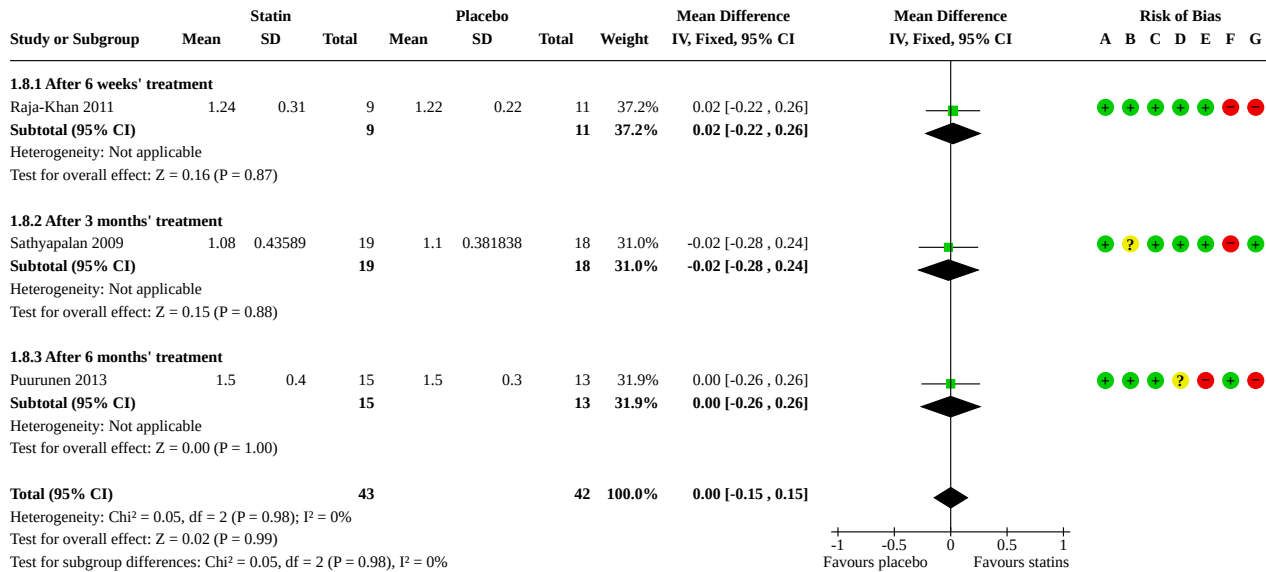 Statin Placebo Mean Difference Mean Difference Risk of Bias
Study or Subgroup Mean SD Total Mean SD Total Weight IV, Fixed, 95% CI IV, Fixed, 95% CI A B C D E F G
1.8.1 After 6 weeks' treatment
Raja-Khan 2011 1.24 0.31 9 1.22 0.22 11 37.2% 0.02 [-0.22 , 0.26] + + + + + − −
Subtotal (95% CI) 9 11 37.2% 0.02 [-0.22 , 0.26]
Heterogeneity: Not applicable
Test for overall effect: Z = 0.16 (P = 0.87)
1.8.2 After 3 months' treatment
Sathyapalan 2009 1.08 0.43589 19 1.1 0.381838 18 31.0% -0.02 [-0.28 , 0.24] + ? + + + − +
Subtotal (95% CI) 19 18 31.0% -0.02 [-0.28 , 0.24]
Heterogeneity: Not applicable
Test for overall effect: Z = 0.15 (P = 0.88)
1.8.3 After 6 months' treatment
Puurunen 2013 1.5 0.4 15 1.5 0.3 13 31.9% 0.00 [-0.26 , 0.26] + + + ? − + −
Subtotal (95% CI) 15 13 31.9% 0.00 [-0.26 , 0.26]
Heterogeneity: Not applicable
Test for overall effect: Z = 0.00 (P = 1.00)
Total (95% CI) 43 42 100.0% 0.00 [-0.15 , 0.15]
Heterogeneity: Chi² = 0.05, df = 2 (P = 0.98); I² = 0%
Test for overall effect: Z = 0.02 (P = 0.99)
Test for subgroup differences: Chi² = 0.05, df = 2 (P = 0.98), I² = 0%
-1 -0.5 0 0.5 1
Favours placebo Favours statins